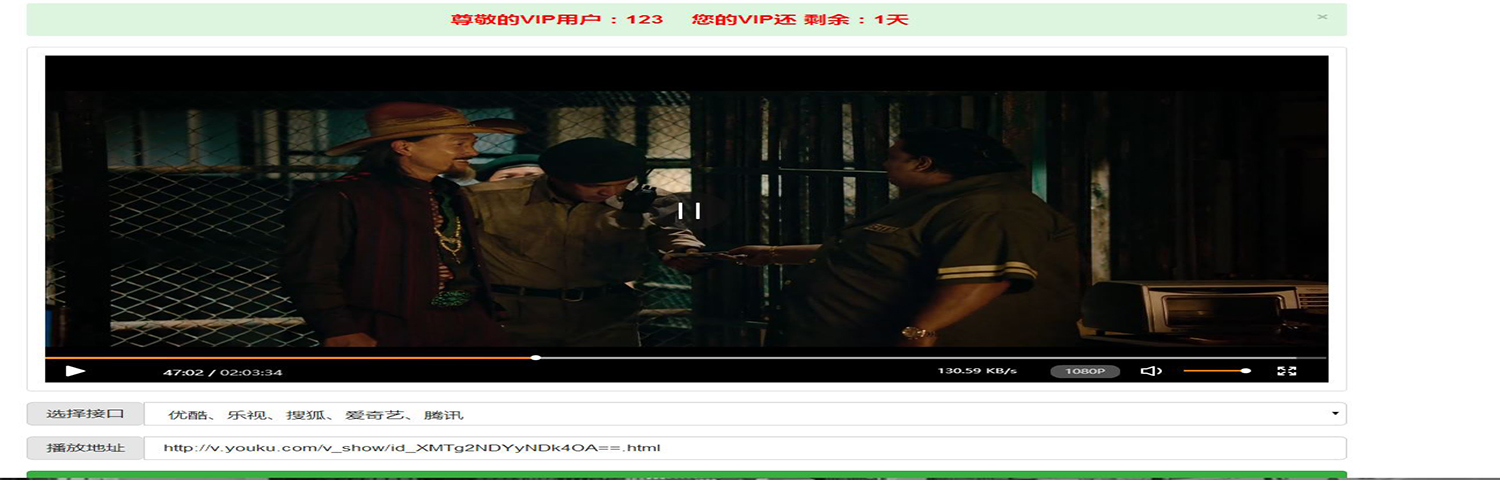 尊敬的VIP用户：123 您的VIP还 剩余：1天 ×
47:02 / 02:03:34 130.59 KB/s 1080P
选择接口 优酷、乐视、搜狐、爱奇艺、腾讯
播放地址 http://v.youku.com/v_show/id_XMTg2NDYyNDk4OA==.html